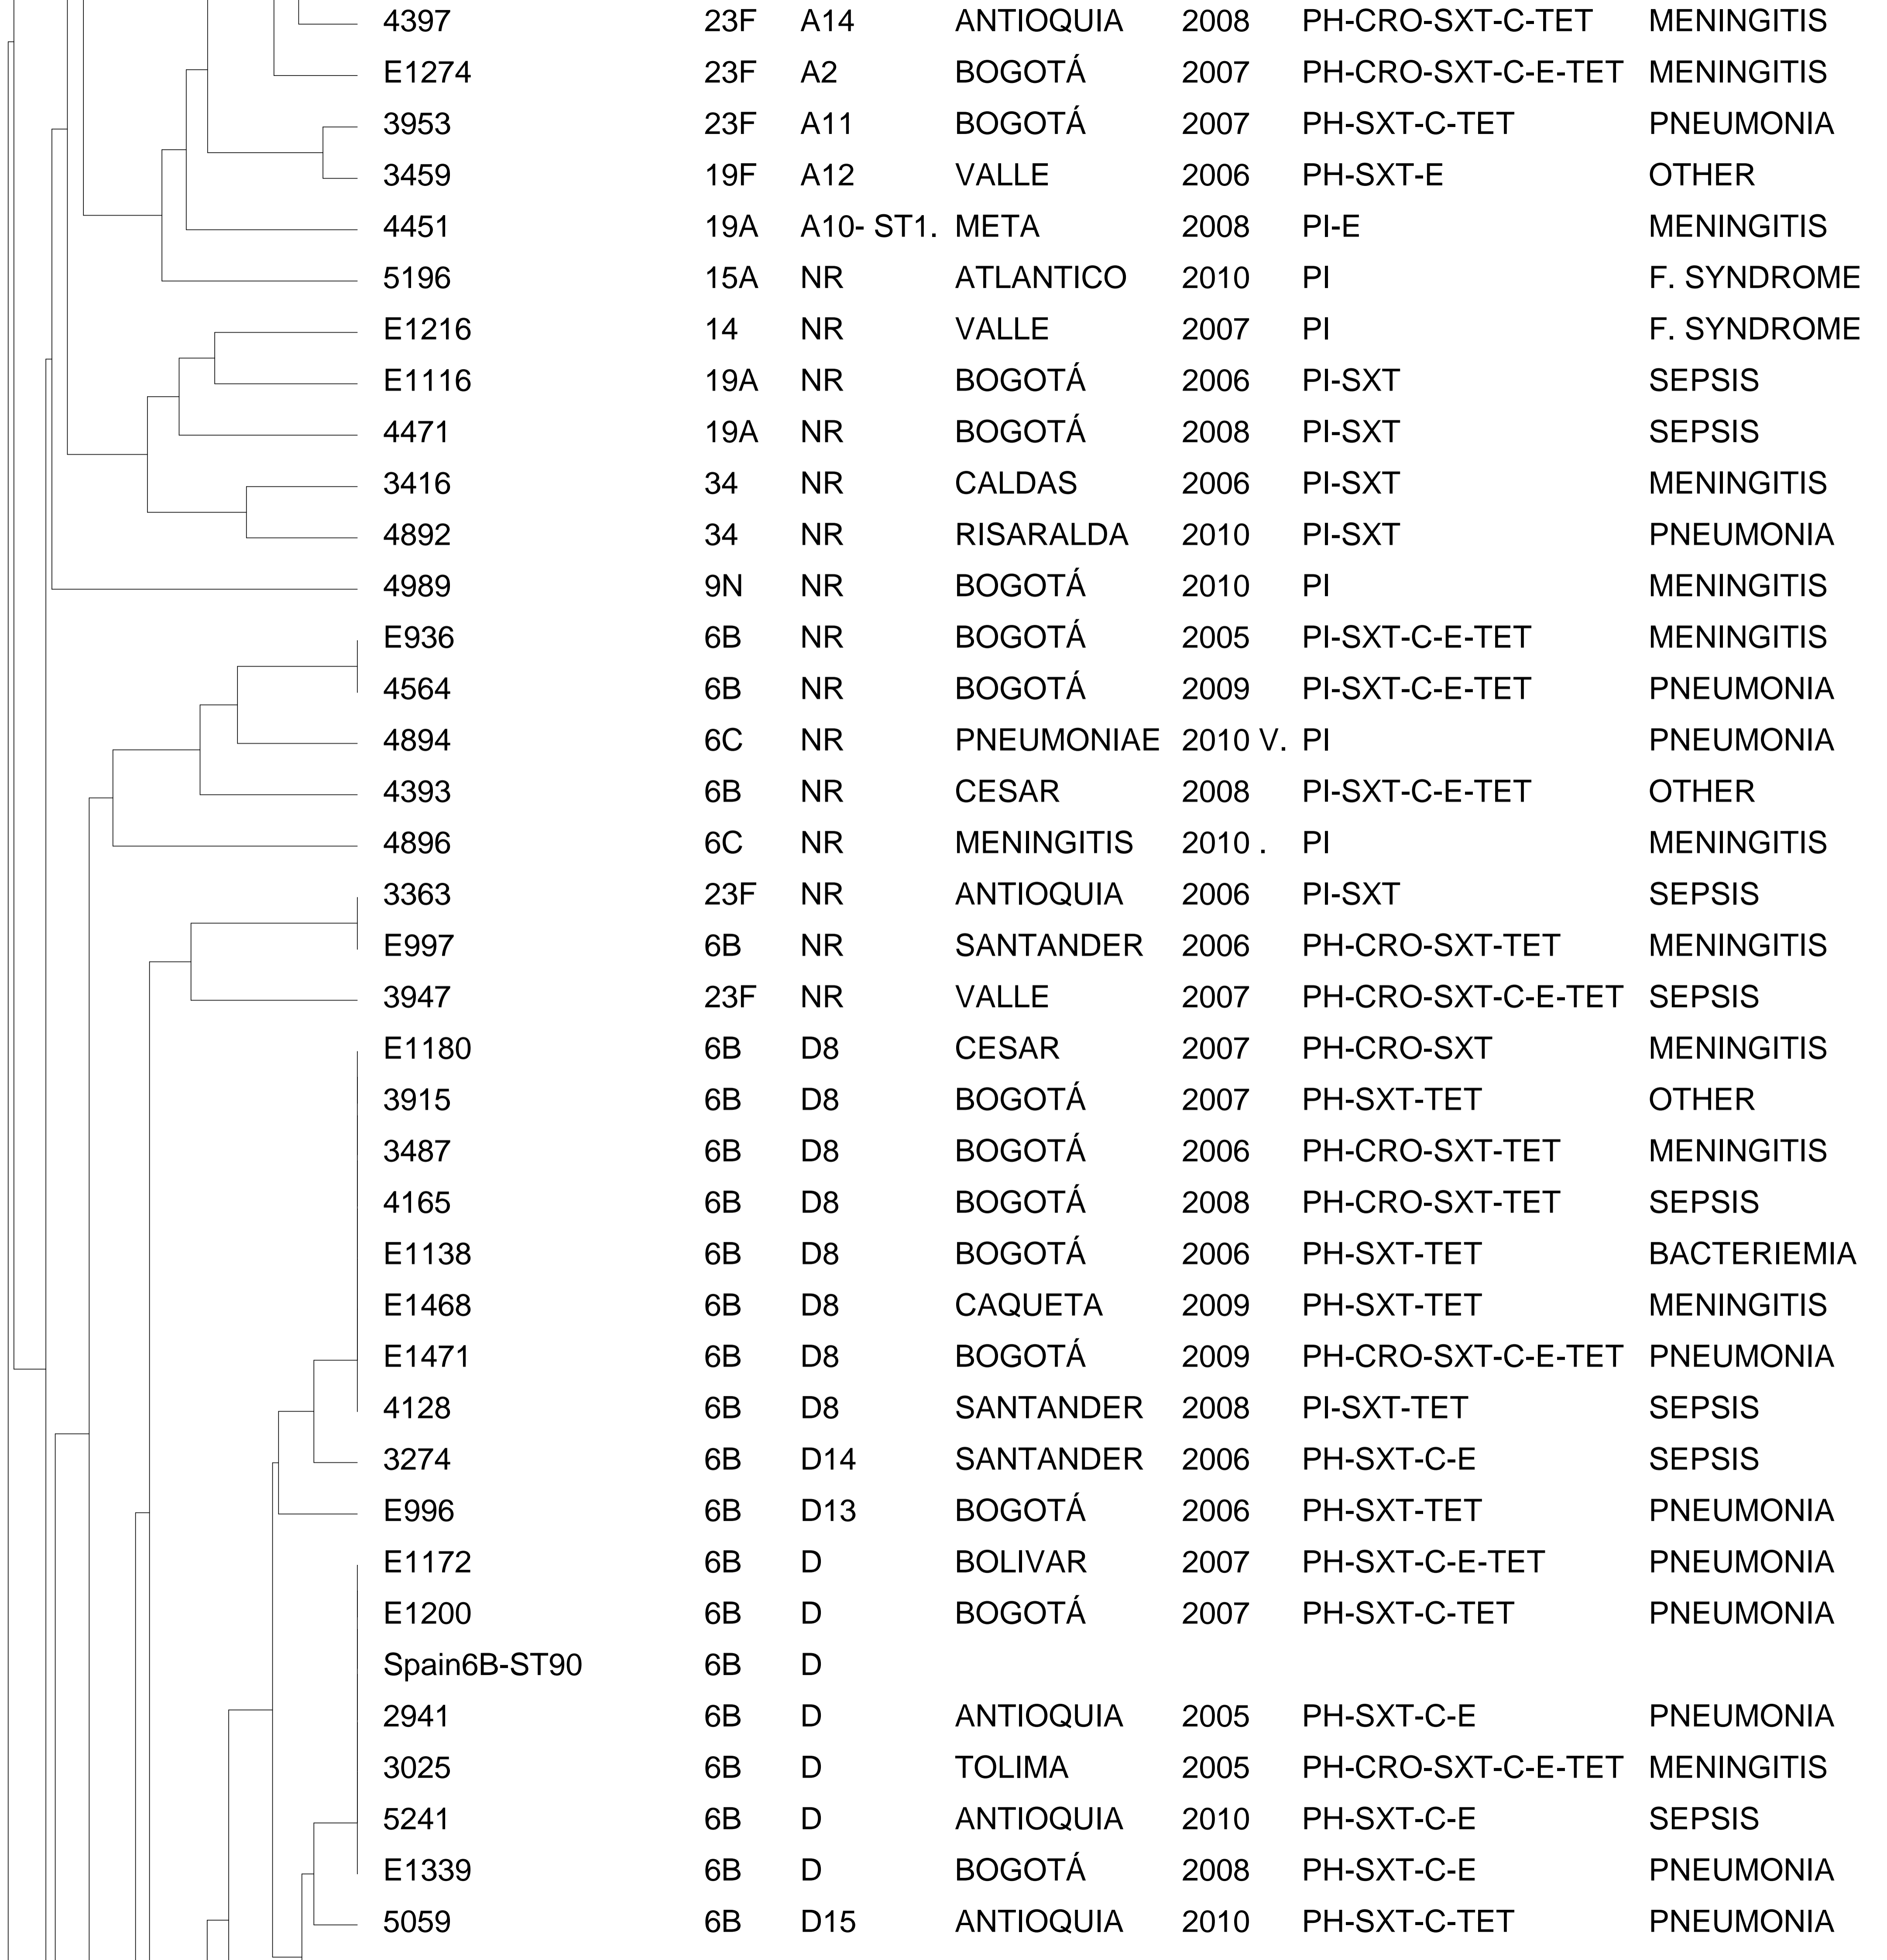 4397 23F A14 ANTIOQUIA 2008 PH-CRO-SXT-C-TET MENINGITIS
E1274 23F A2 BOGOTÁ 2007 PH-CRO-SXT-C-E-TET MENINGITIS
3953 23F A11 BOGOTÁ 2007 PH-SXT-C-TET PNEUMONIA
3459 19F A12 VALLE 2006 PH-SXT-E OTHER
4451 19A A10- ST1. META 2008 PI-E MENINGITIS
5196 15A NR ATLANTICO 2010 PI F. SYNDROME
E1216 14 NR VALLE 2007 PI F. SYNDROME
E1116 19A NR BOGOTÁ 2006 PI-SXT SEPSIS
4471 19A NR BOGOTÁ 2008 PI-SXT SEPSIS
3416 34 NR CALDAS 2006 PI-SXT MENINGITIS
4892 34 NR RISARALDA 2010 PI-SXT PNEUMONIA
4989 9N NR BOGOTÁ 2010 PI MENINGITIS
E936 6B NR BOGOTÁ 2005 PI-SXT-C-E-TET MENINGITIS
4564 6B NR BOGOTÁ 2009 PI-SXT-C-E-TET PNEUMONIA
4894 6C NR PNEUMONIAE 2010 V. PI PNEUMONIA
4393 6B NR CESAR 2008 PI-SXT-C-E-TET OTHER
4896 6C NR MENINGITIS 2010 . PI MENINGITIS
3363 23F NR ANTIOQUIA 2006 PI-SXT SEPSIS
E997 6B NR SANTANDER 2006 PH-CRO-SXT-TET MENINGITIS
3947 23F NR VALLE 2007 PH-CRO-SXT-C-E-TET SEPSIS
E1180 6B D8 CESAR 2007 PH-CRO-SXT MENINGITIS
3915 6B D8 BOGOTÁ 2007 PH-SXT-TET OTHER
3487 6B D8 BOGOTÁ 2006 PH-CRO-SXT-TET MENINGITIS
4165 6B D8 BOGOTÁ 2008 PH-CRO-SXT-TET SEPSIS
E1138 6B D8 BOGOTÁ 2006 PH-SXT-TET BACTERIEMIA
E1468 6B D8 CAQUETA 2009 PH-SXT-TET MENINGITIS
E1471 6B D8 BOGOTÁ 2009 PH-CRO-SXT-C-E-TET PNEUMONIA
4128 6B D8 SANTANDER 2008 PI-SXT-TET SEPSIS
3274 6B D14 SANTANDER 2006 PH-SXT-C-E SEPSIS
E996 6B D13 BOGOTÁ 2006 PH-SXT-TET PNEUMONIA
E1172 6B D BOLIVAR 2007 PH-SXT-C-E-TET PNEUMONIA
E1200 6B D BOGOTÁ 2007 PH-SXT-C-TET PNEUMONIA
Spain6B-ST90 6B D
2941 6B D ANTIOQUIA 2005 PH-SXT-C-E PNEUMONIA
3025 6B D TOLIMA 2005 PH-CRO-SXT-C-E-TET MENINGITIS
5241 6B D ANTIOQUIA 2010 PH-SXT-C-E SEPSIS
E1339 6B D BOGOTÁ 2008 PH-SXT-C-E PNEUMONIA
5059 6B D15 ANTIOQUIA 2010 PH-SXT-C-TET PNEUMONIA